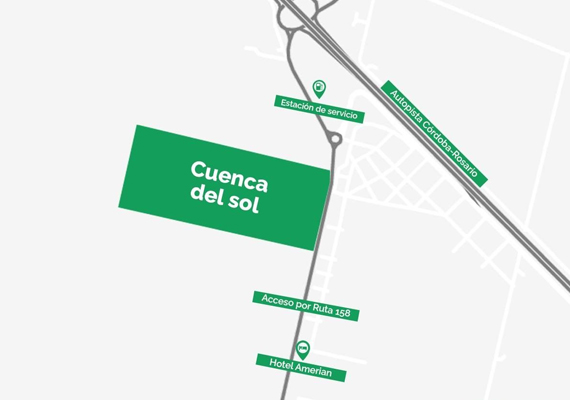 Estación de servicio
Autopista Córdoba-Rosario
Cuenca
del sol
Acceso por Ruta 158
Hotel Amerian